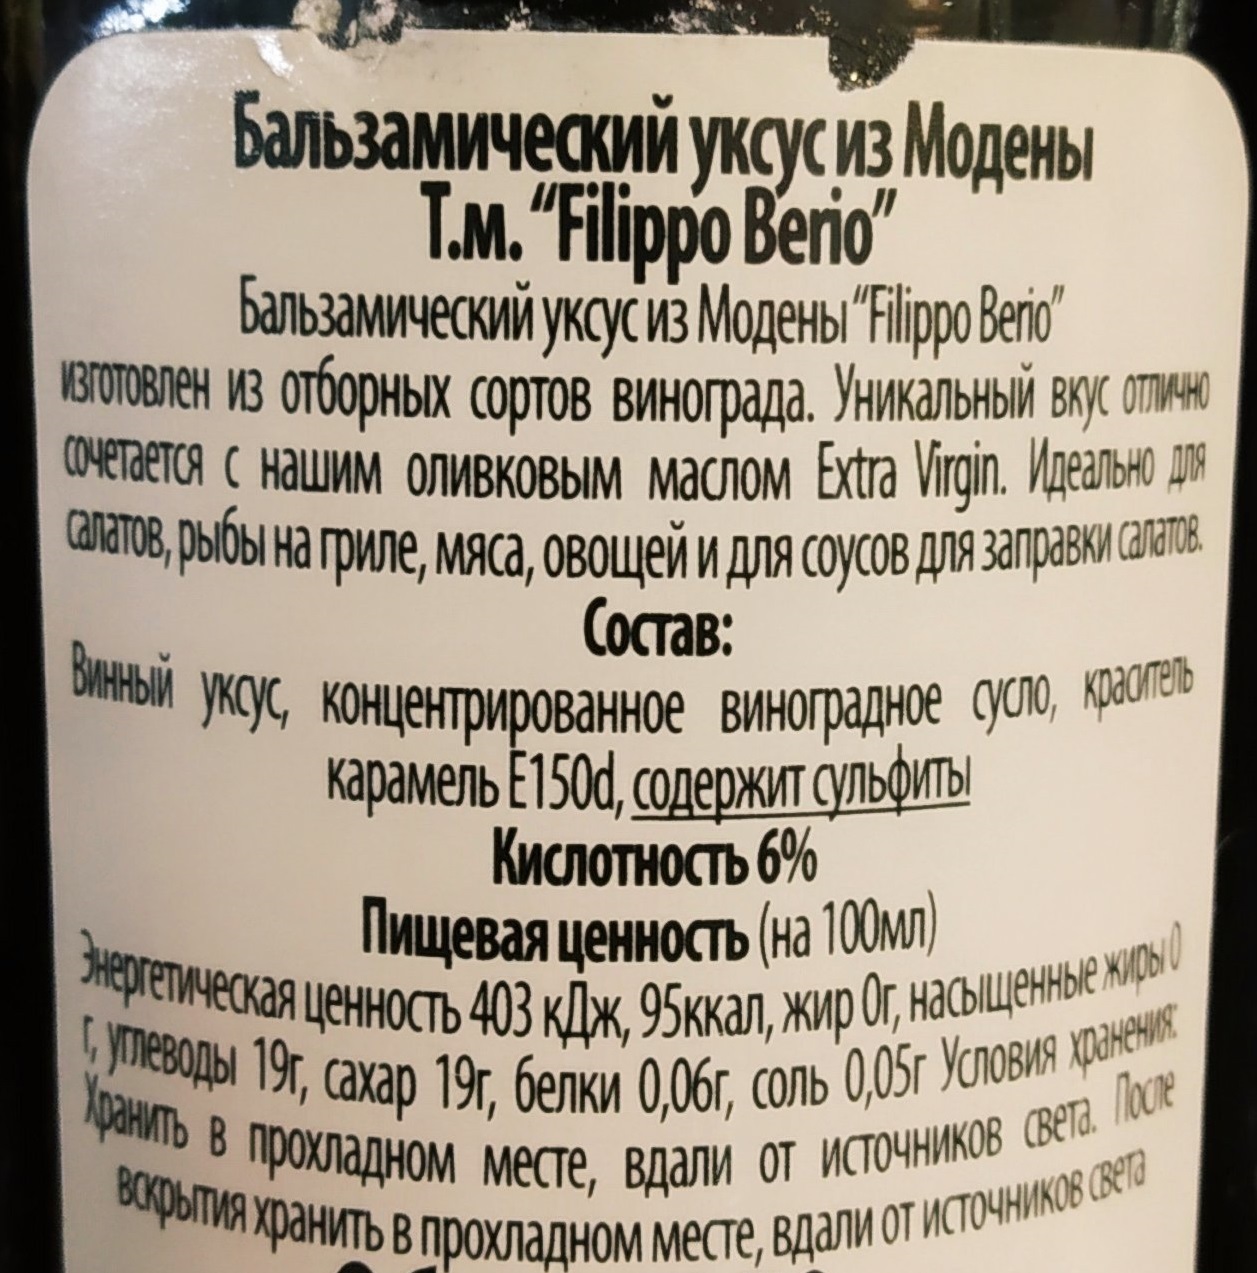 Бальзамический уксус из Модены
Т.м. “Filippo Berio”
Бальзамический уксус из Модены “Filippo Berio”
изготовлен из отборных сортов винограда. Уникальный вкус отлично
сочетается с нашим оливковым маслом Extra Virgin. Идеально для
салатов, рыбы на гриле, мяса, овощей и для соусов для заправки салатов.
Состав:
Винный уксус, концентрированное виноградное сусло, краситель
карамель E150d, содержит сульфиты
Кислотность 6%
Пищевая ценность (на 100мл)
Энергетическая ценность 403 кДж, 95ккал, жир 0г, насыщенные жиры 0
г, углеводы 19г, сахар 19г, белки 0,06г, соль 0,05г Условия хранения:
Хранить в прохладном месте, вдали от источников света. После
вскрытия хранить в прохладном месте, вдали от источников света